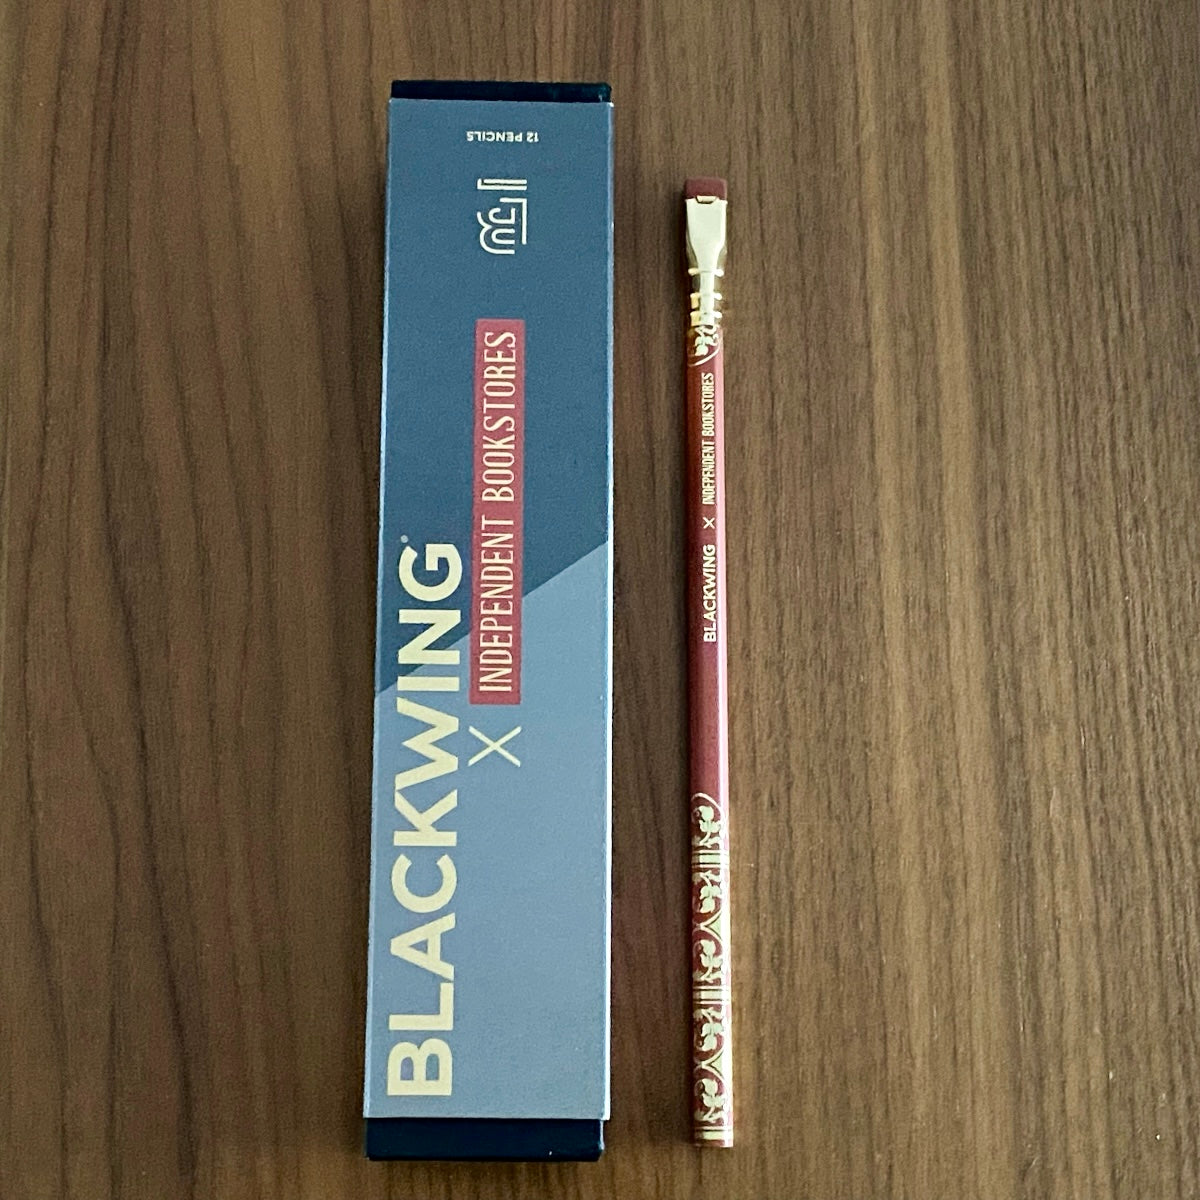 BLACKWING
X INDEPENDENT BOOKSTORES
12 PENCILS
BLACKWING X INDEPENDENT BOOKSTORES